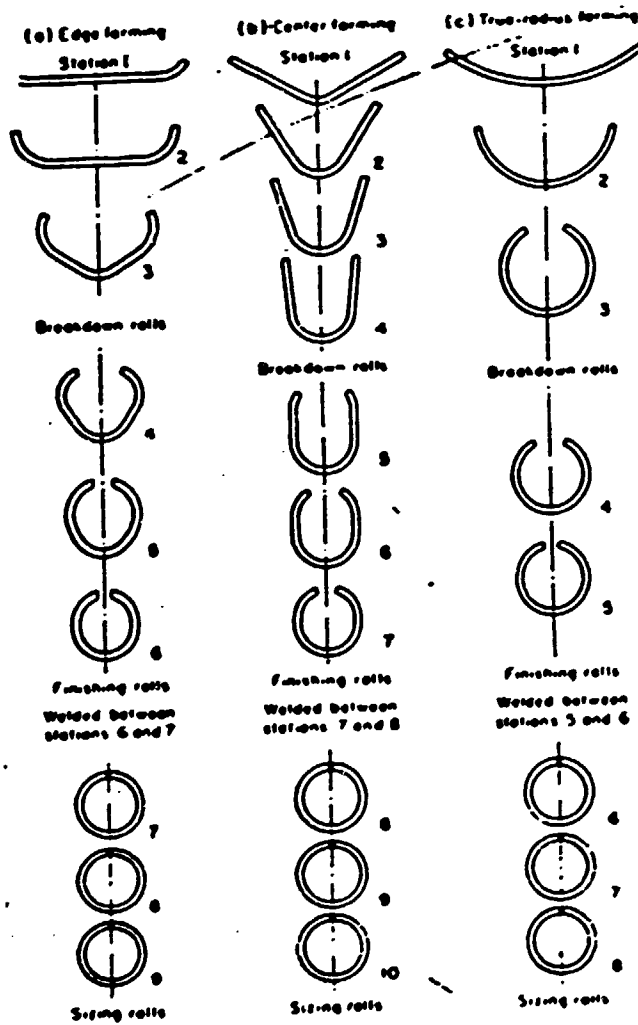 (a) Edge forming
Station 1
2
3
Breakdown rolls
4
5
6
Finishing rolls
Welded between
stations 6 and 7
7
8
9
Sizing rolls
(b)-Center forming
Station 1
2
3
4
Breakdown rolls
5
6
7
Finishing rolls
Welded between
stations 7 and 8
8
9
10
Sizing rolls
(c) True-radius forming
Station 1
2
3
Breakdown rolls
4
5
Finishing rolls
Welded between
stations 5 and 6
6
7
8
Sizing rolls